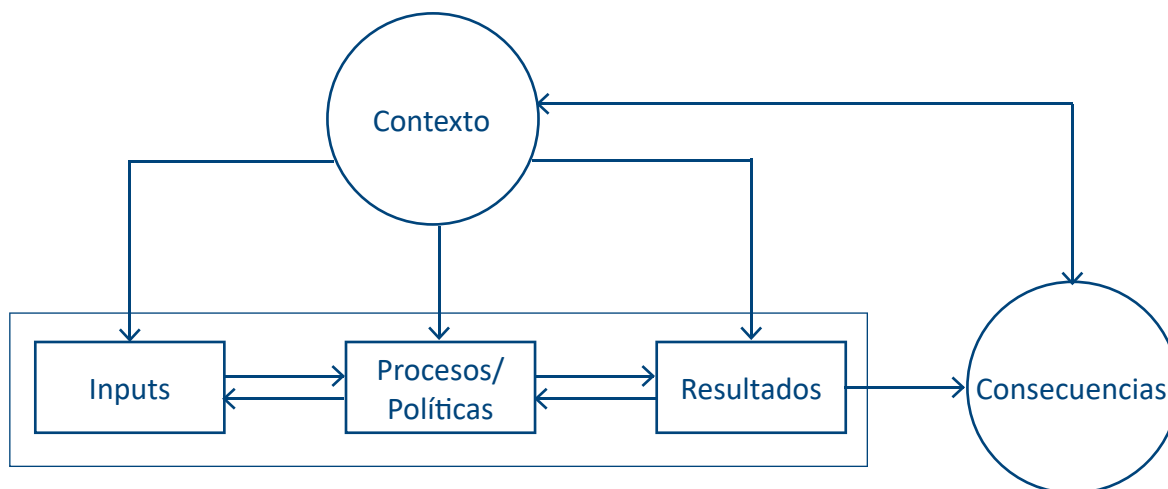 Contexto
Inputs
Procesos/
Políticas
Resultados
Consecuencias